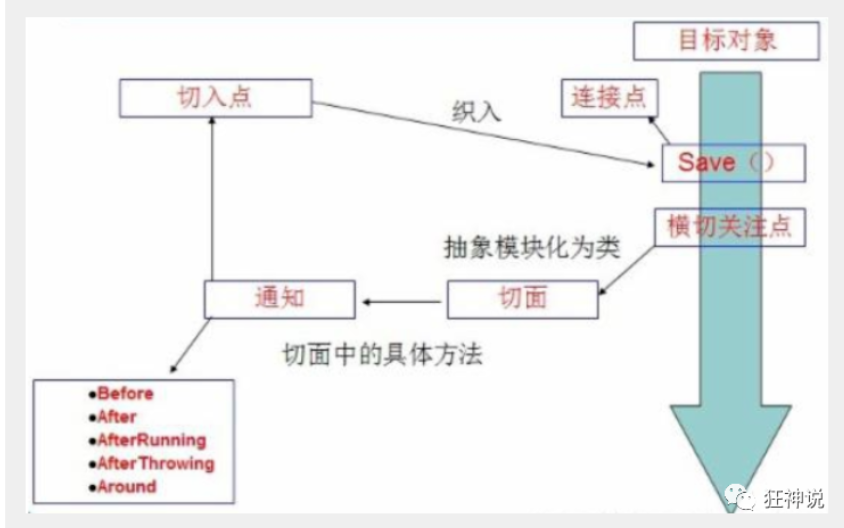 目标对象
切入点
连接点
织入
Save（）
横切关注点
抽象模块化为类
通知
切面
切面中的具体方法
●Before
●After
●AfterRunning
●AfterThrowing
●Around
狂神说